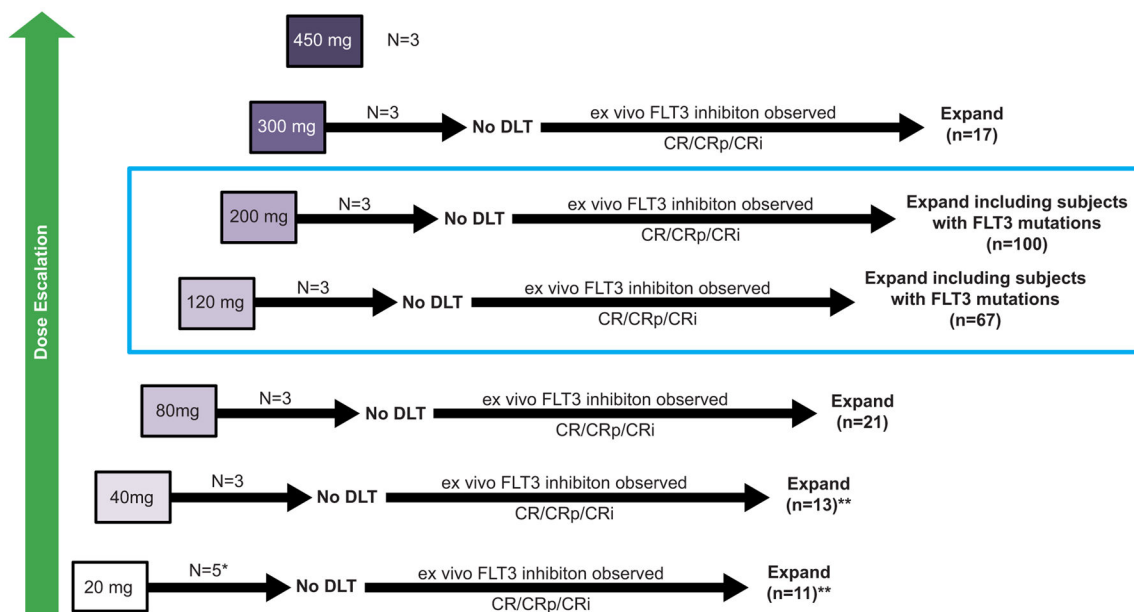 450 mg
N=3
300 mg
N=3
No DLT
ex vivo FLT3 inhibiton observed
CR/CRp/CRi
Expand
(n=17)
200 mg
N=3
No DLT
ex vivo FLT3 inhibiton observed
CR/CRp/CRi
Expand including subjects
with FLT3 mutations
(n=100)
120 mg
N=3
No DLT
ex vivo FLT3 inhibiton observed
CR/CRp/CRi
Expand including subjects
with FLT3 mutations
(n=67)
80mg
N=3
No DLT
ex vivo FLT3 inhibiton observed
CR/CRp/CRi
Expand
(n=21)
40mg
N=3
No DLT
ex vivo FLT3 inhibiton observed
CR/CRp/CRi
Expand
(n=13)**
20 mg
N=5*
No DLT
ex vivo FLT3 inhibiton observed
CR/CRp/CRi
Expand
(n=11)**
Dose Escalation